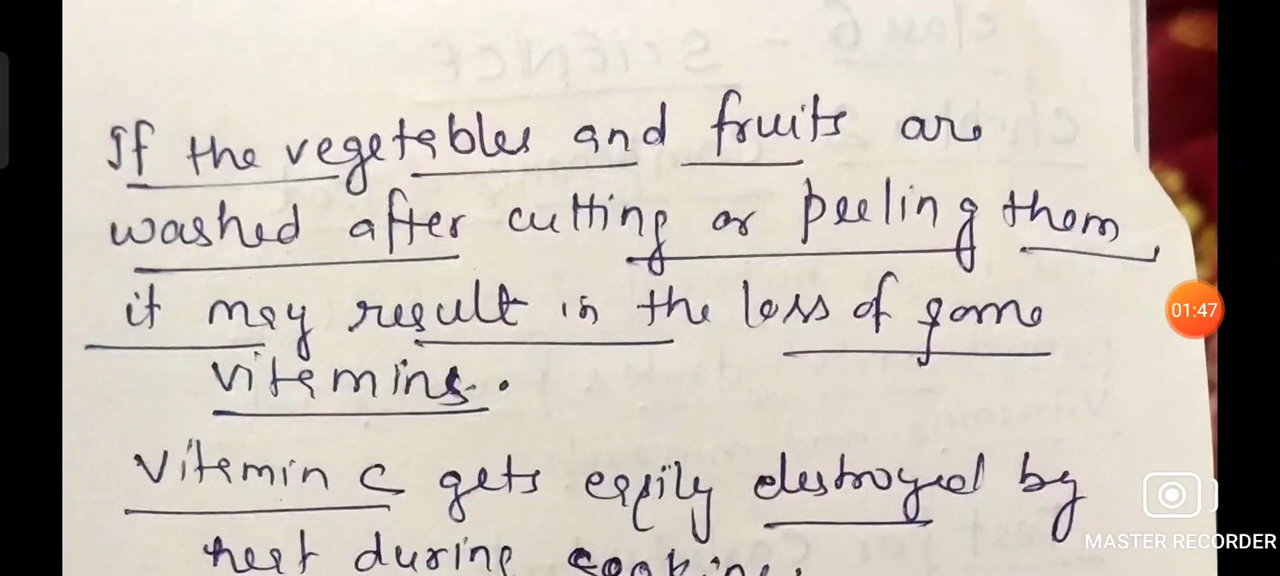 If the vegetables and fruits are
washed after cutting or peeling them,
it may result in the loss of some
vitamins.
Vitamin C gets easily destroyed by
heat during cooking.
01:47
MASTER RECORDER